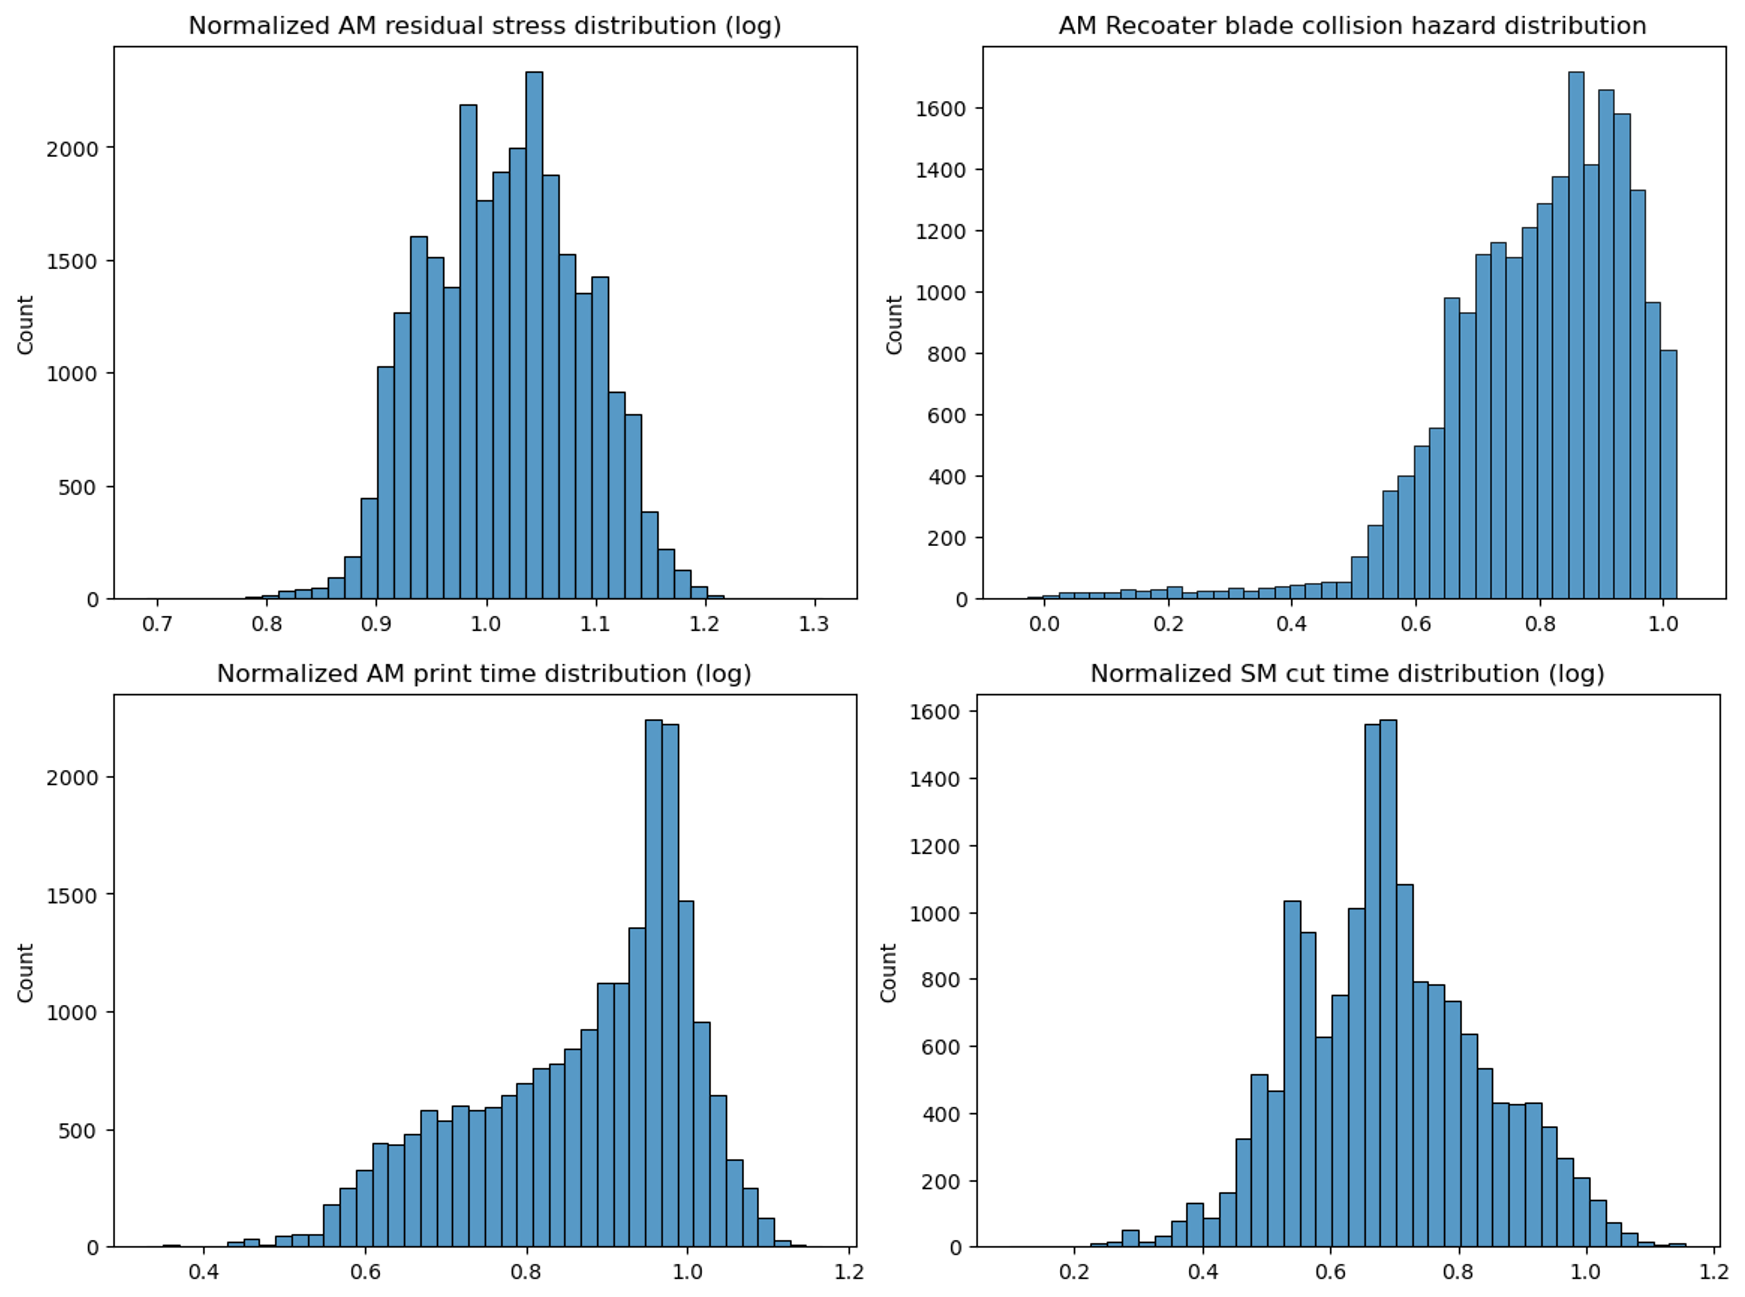 Normalized AM residual stress distribution (log)
Count
2000
1500
1000
500
0
0.7 0.8 0.9 1.0 1.1 1.2 1.3
AM Recoater blade collision hazard distribution
Count
1600
1400
1200
1000
800
600
400
200
0
0.0 0.2 0.4 0.6 0.8 1.0
Normalized AM print time distribution (log)
Count
2000
1500
1000
500
0
0.4 0.6 0.8 1.0 1.2
Normalized SM cut time distribution (log)
Count
1600
1400
1200
1000
800
600
400
200
0
0.2 0.4 0.6 0.8 1.0 1.2